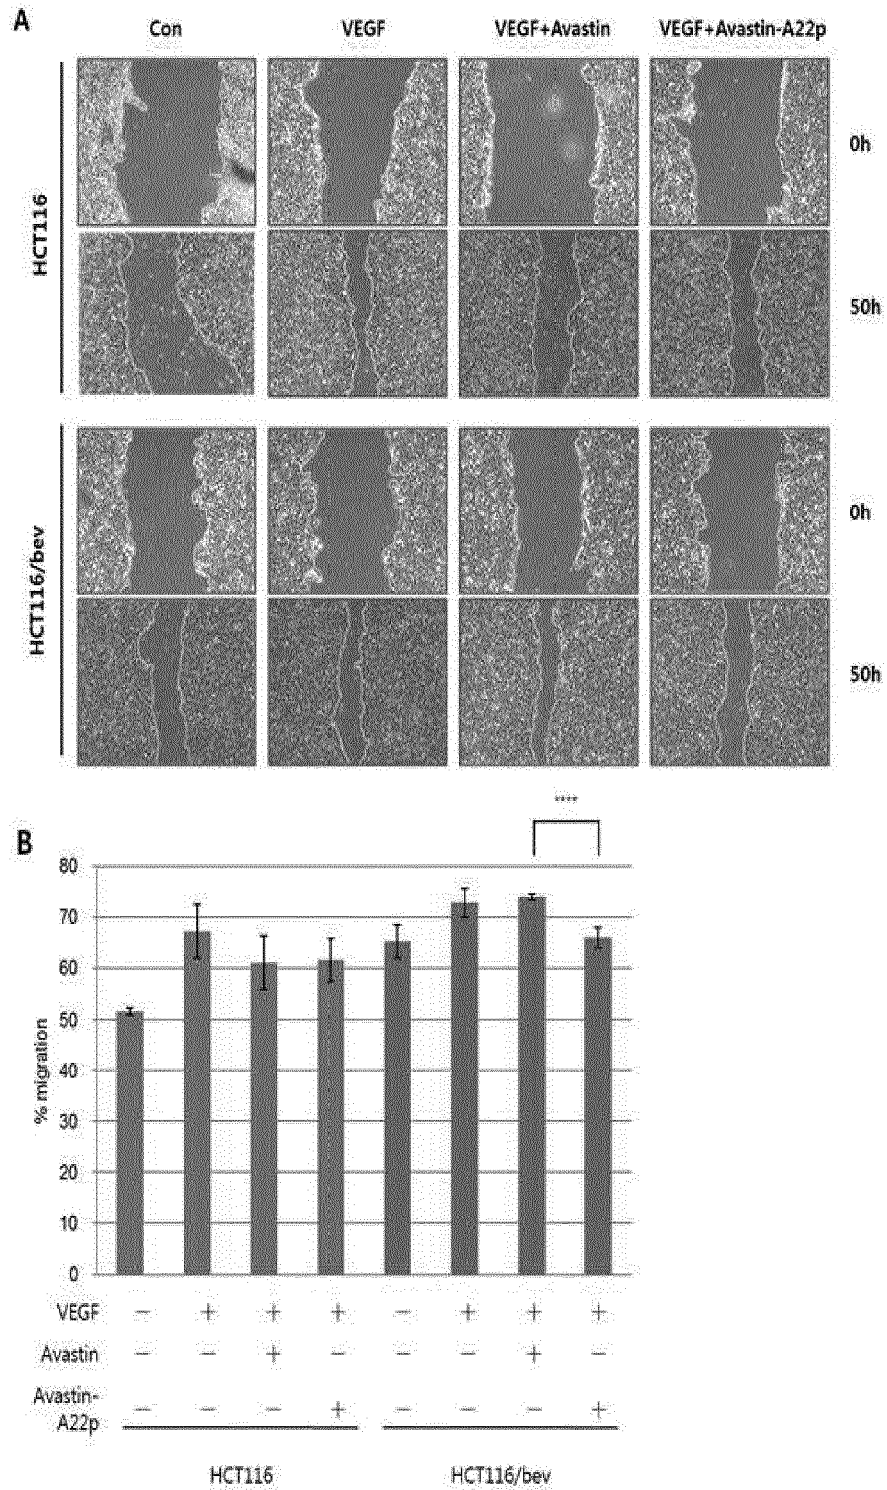 A
Con VEGF VEGF+Avastin VEGF+Avastin-A22p
HCT116
0h
50h
HCT116/bev
0h
50h
B
****
% migration
80
70
60
50
40
30
20
10
0
VEGF − + + + − + + +
Avastin − − + − − − + −
Avastin-
A22p − − − + − − − +
HCT116 HCT116/bev